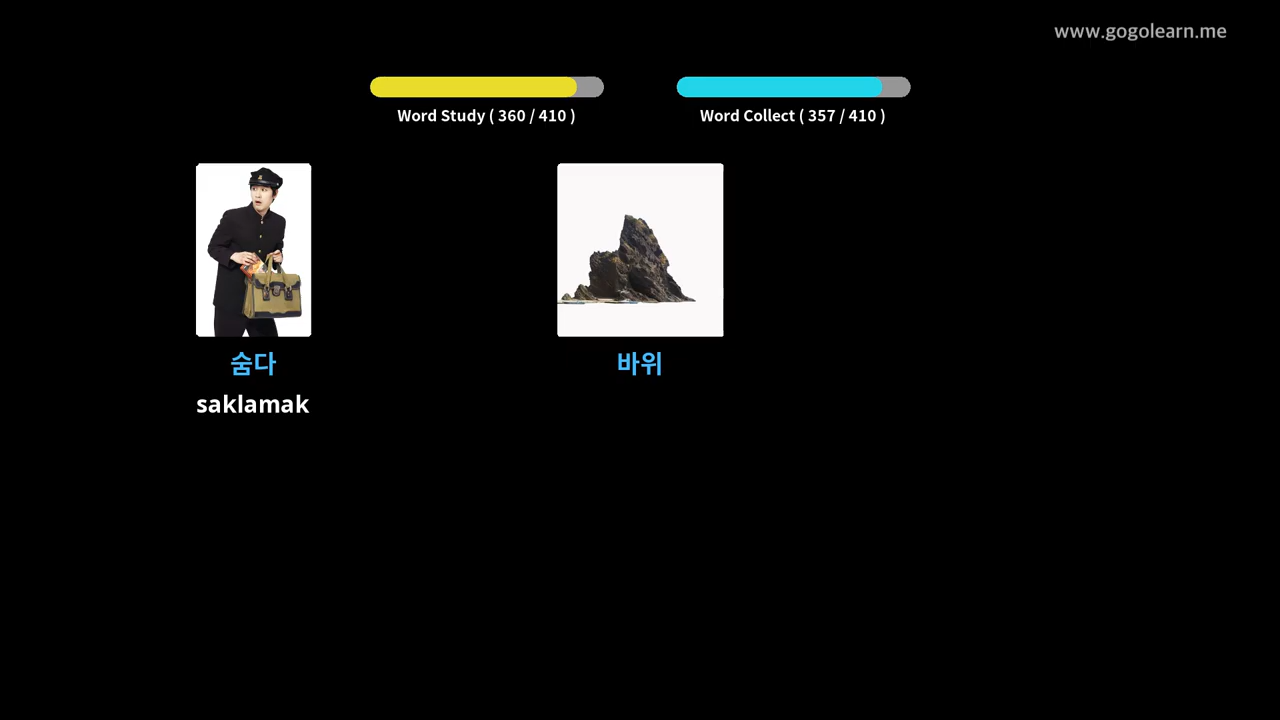 www.gogolearn.me
Word Study ( 360 / 410 )
Word Collect ( 357 / 410 )
숨다
바위
saklamak